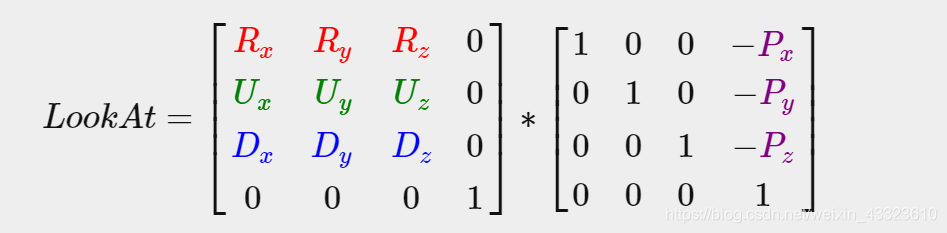 R_x R_y R_z 0 1 0 0 −P_x
U_x U_y U_z 0 0 1 0 −P_y
LookAt = *
D_x D_y D_z 0 0 0 1 −P_z
0 0 0 1 0 0 0 1
https://blog.csdn.net/weixin_43323610